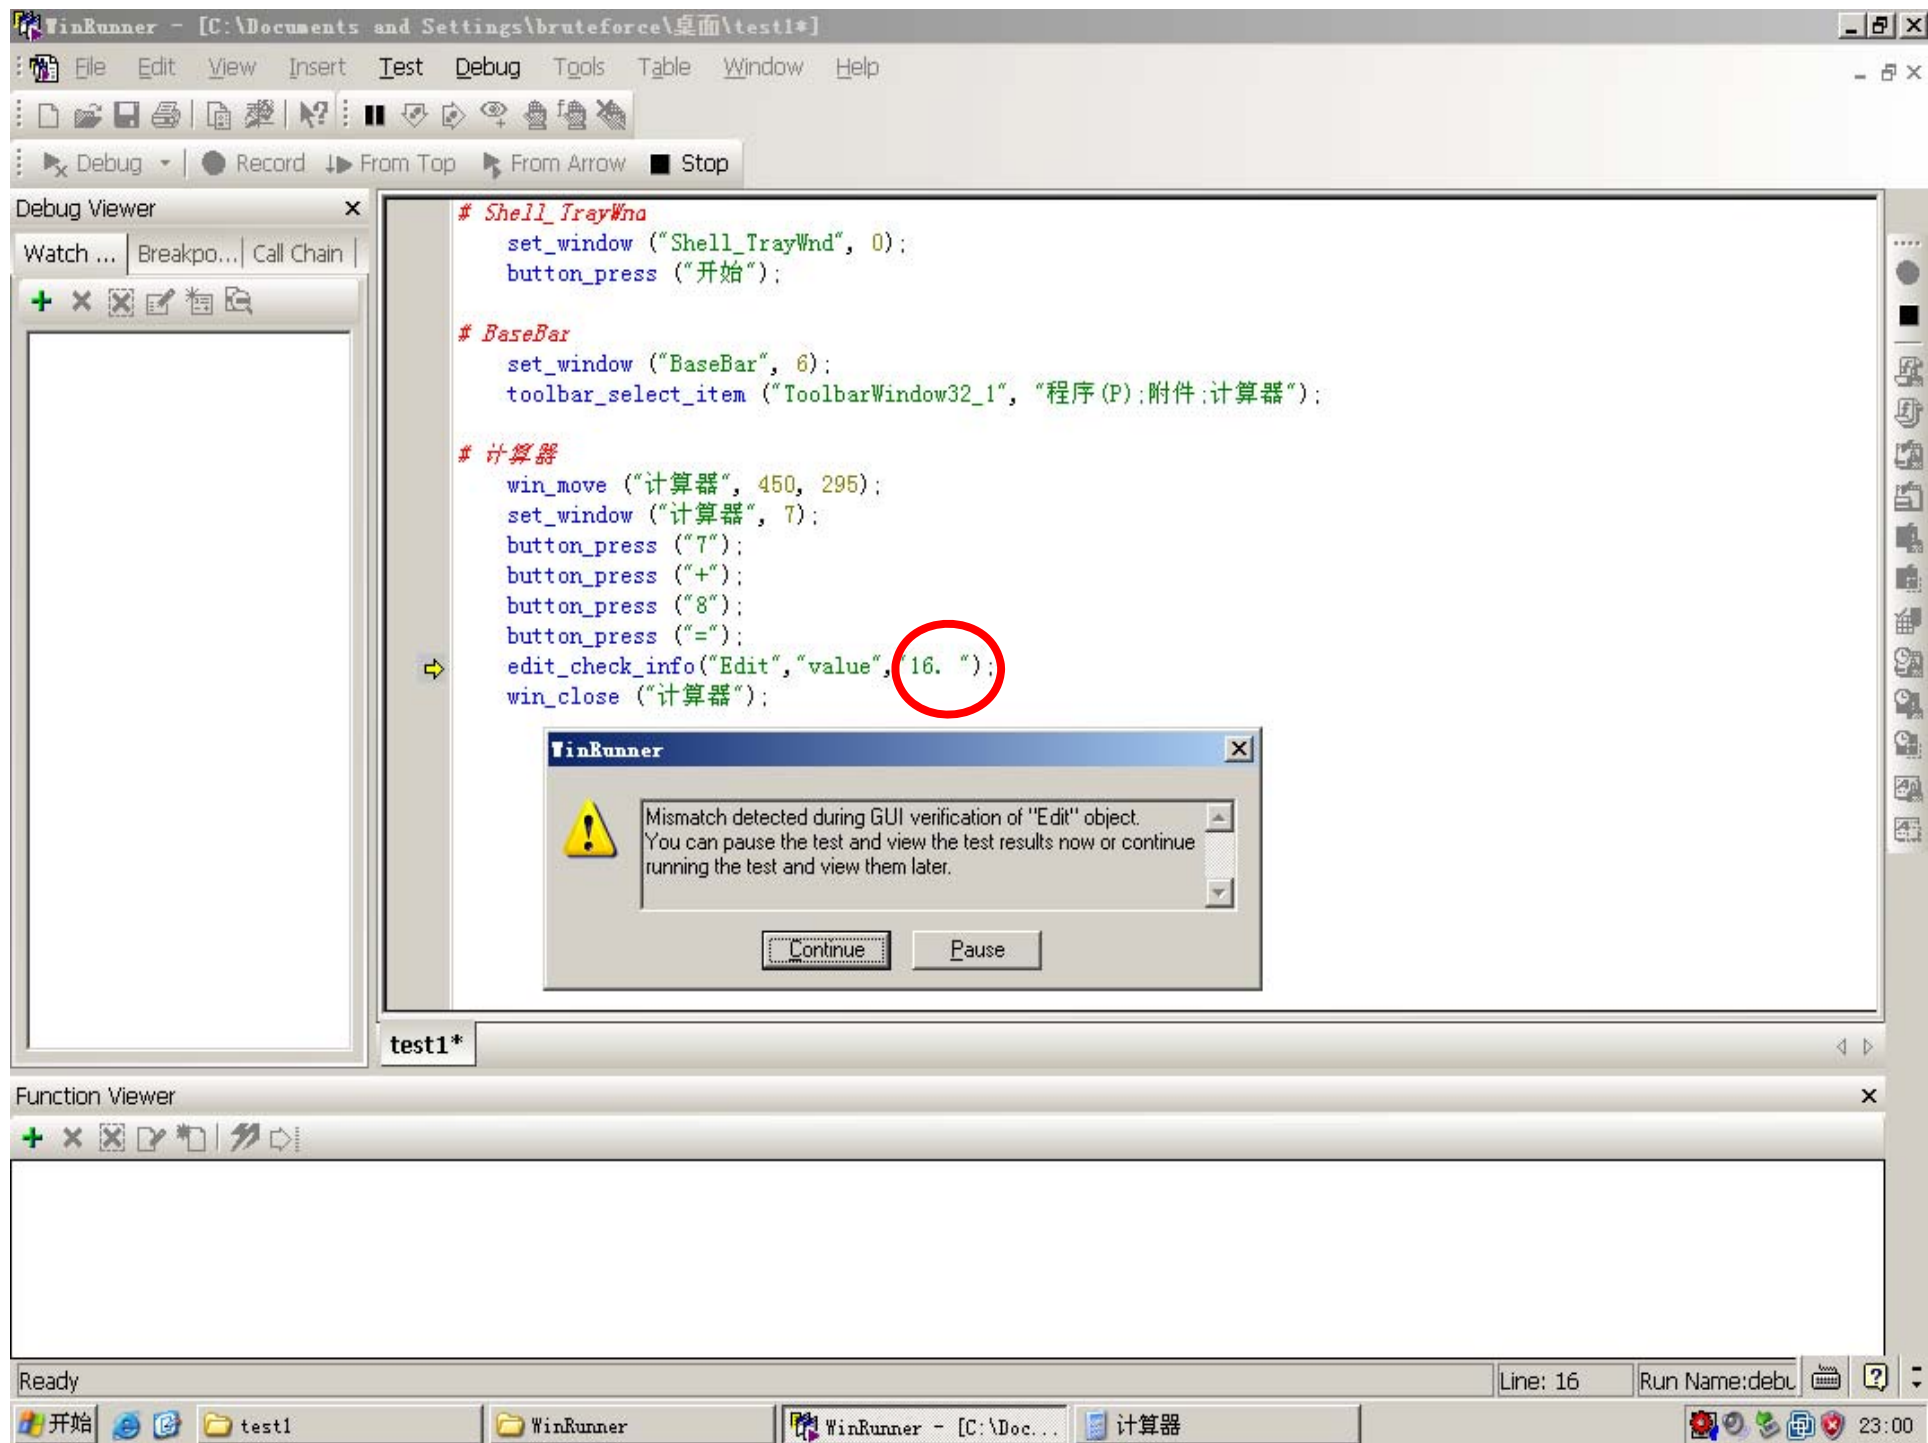 WinRunner - [C:\Documents and Settings\bruteforce\桌面\test1*]
File Edit View Insert Test Debug Tools Table Window Help
Debug Record From Top From Arrow Stop
Debug Viewer
Watch ... Breakpo... Call Chain
# Shell_TrayWnd
set_window ("Shell_TrayWnd", 0);
button_press ("开始");
# BaseBar
set_window ("BaseBar", 6);
toolbar_select_item ("ToolbarWindow32_1", "程序(P);附件;计算器");
# 计算器
win_move ("计算器", 450, 295);
set_window ("计算器", 7);
button_press ("7");
button_press ("+");
button_press ("8");
button_press ("=");
edit_check_info("Edit","value","16. ");
win_close ("计算器");
WinRunner
Mismatch detected during GUI verification of "Edit" object.
You can pause the test and view the test results now or continue
running the test and view them later.
Continue Pause
test1*
Function Viewer
Ready Line: 16 Run Name:debu
开始 test1 WinRunner WinRunner - [C:\Doc... 计算器 23:00